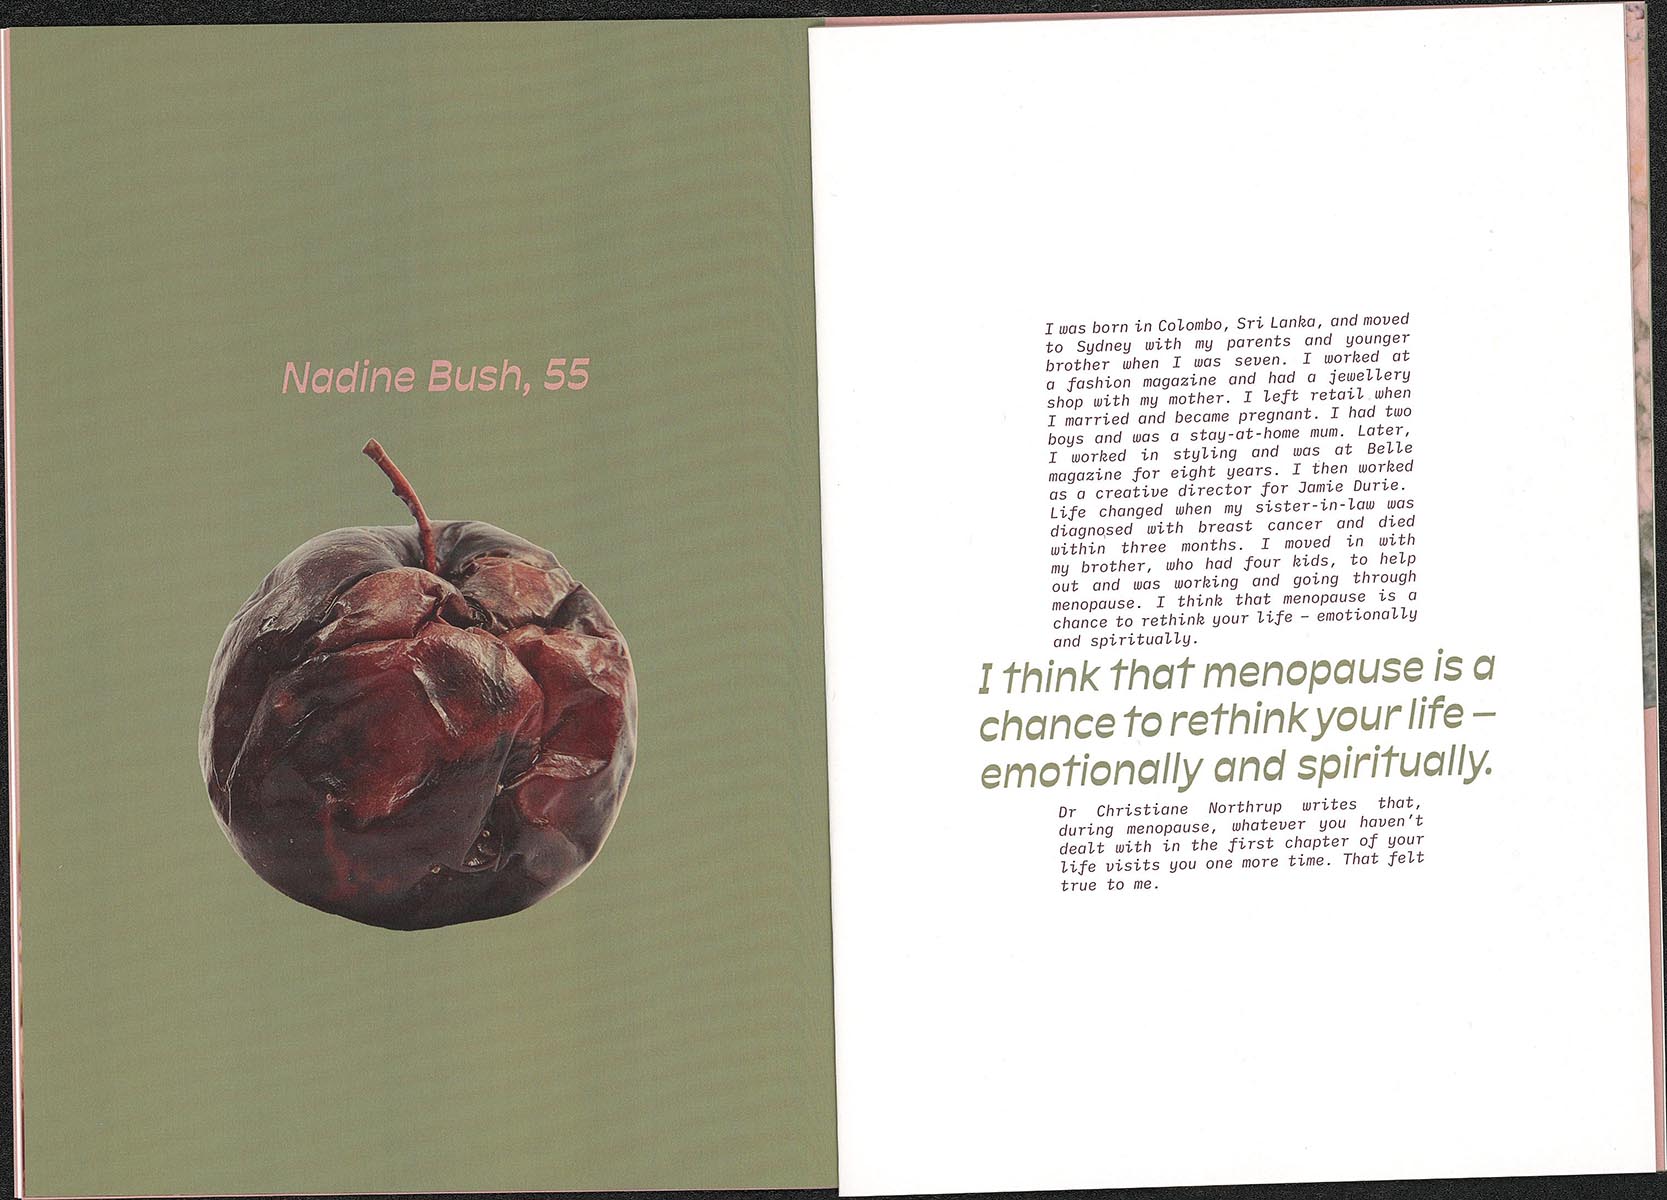 Nadine Bush, 55
I was born in Colombo, Sri Lanka, and moved
to Sydney with my parents and younger
brother when I was seven. I worked at
a fashion magazine and had a jewellery
shop with my mother. I left retail when
I married and became pregnant. I had two
boys and was a stay-at-home mum. Later,
I worked in styling and was at Belle
magazine for eight years. I then worked
as a creative director for Jamie Durie.
Life changed when my sister-in-law was
diagnosed with breast cancer and died
within three months. I moved in with
my brother, who had four kids, to help
out and was working and going through
menopause. I think that menopause is a
chance to rethink your life – emotionally
and spiritually.
I think that menopause is a
chance to rethink your life –
emotionally and spiritually.
Dr Christiane Northrup writes that,
during menopause, whatever you haven't
dealt with in the first chapter of your
life visits you one more time. That felt
true to me.